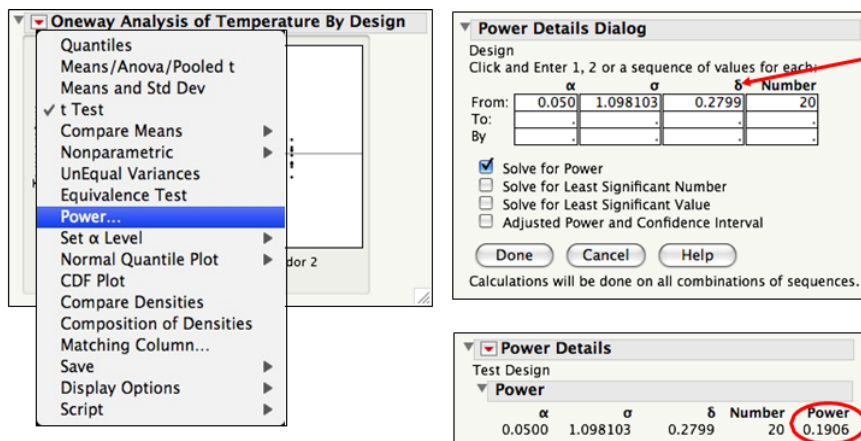 Oneway Analysis of Temperature By Design
Quantiles
Means/Anova/Pooled t
Means and Std Dev
✓ t Test
Compare Means
Nonparametric
UnEqual Variances
Equivalence Test
Power...
Set α Level
Normal Quantile Plot
CDF Plot
Compare Densities
Composition of Densities
Matching Column...
Save
Display Options
Script
dor 2
Power Details Dialog
Design
Click and Enter 1, 2 or a sequence of values for each:
α σ δ Number
From: 0.050 1.098103 0.2799 20
To: . . . .
By . . . .
Solve for Power
Solve for Least Significant Number
Solve for Least Significant Value
Adjusted Power and Confidence Interval
Done Cancel Help
Calculations will be done on all combinations of sequences.
Power Details
Test Design
Power
α σ δ Number Power
0.0500 1.098103 0.2799 20 0.1906